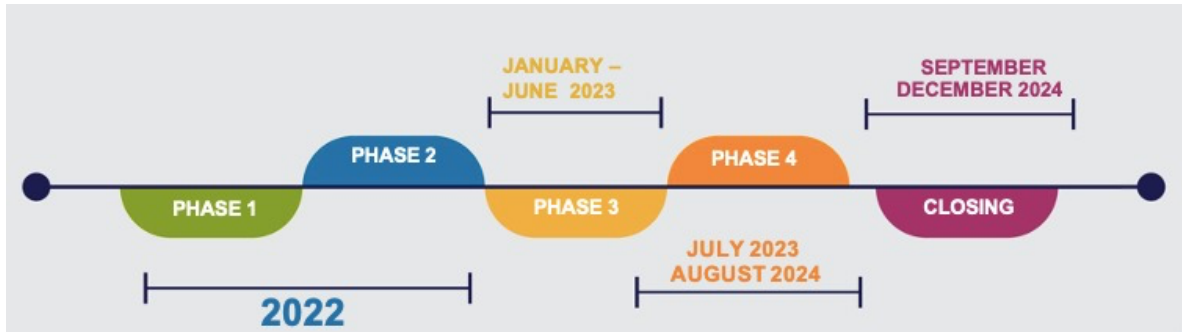 JANUARY –
JUNE 2023
SEPTEMBER
DECEMBER 2024
PHASE 2
PHASE 4
PHASE 1
PHASE 3
CLOSING
JULY 2023
AUGUST 2024
2022